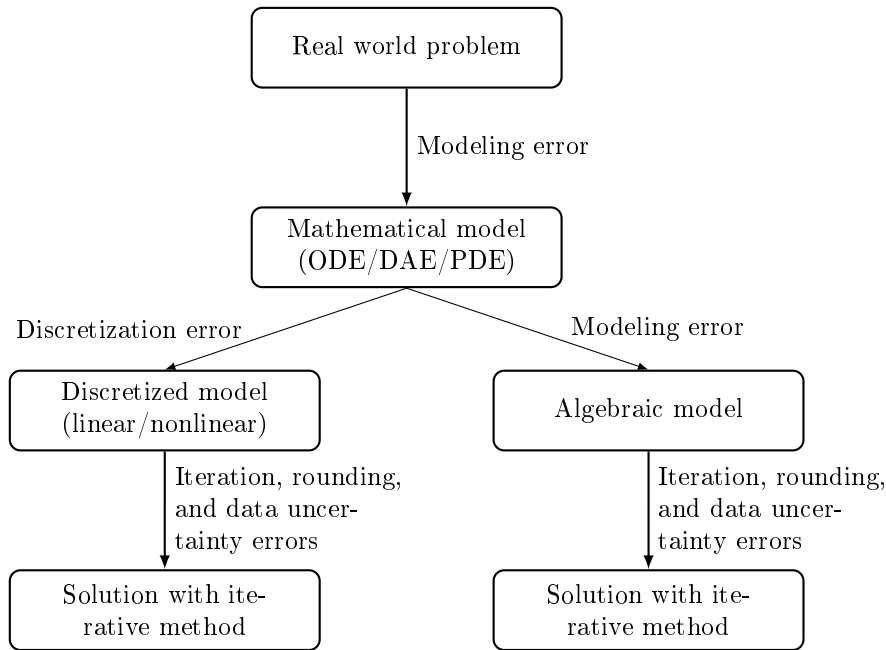 Real world problem
Modeling error
Mathematical model
(ODE/DAE/PDE)
Discretization error
Modeling error
Discretized model
(linear/nonlinear)
Algebraic model
Iteration, rounding,
and data uncer-
tainty errors
Iteration, rounding,
and data uncer-
tainty errors
Solution with ite-
rative method
Solution with ite-
rative method